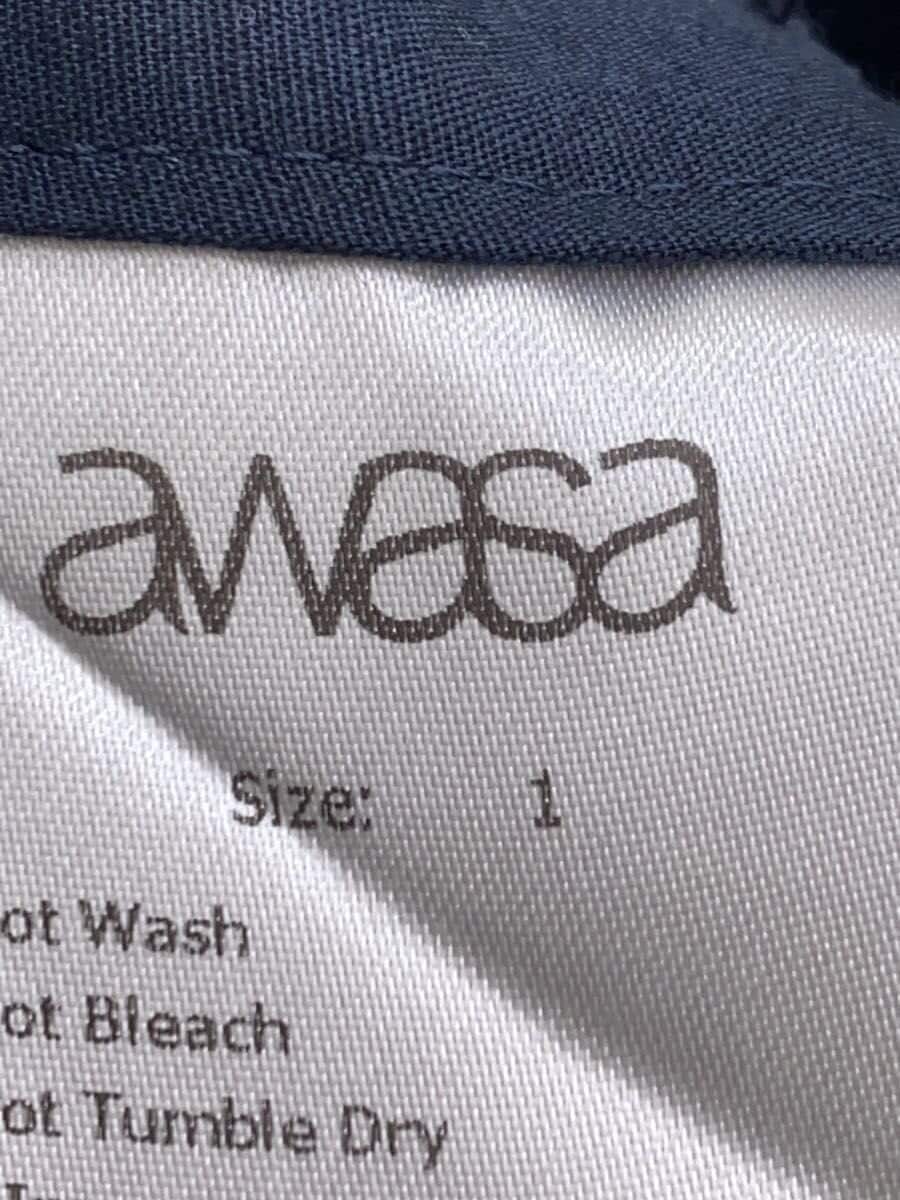 awasa
Size: 1
ot Wash
ot Bleach
ot Tumble Dry